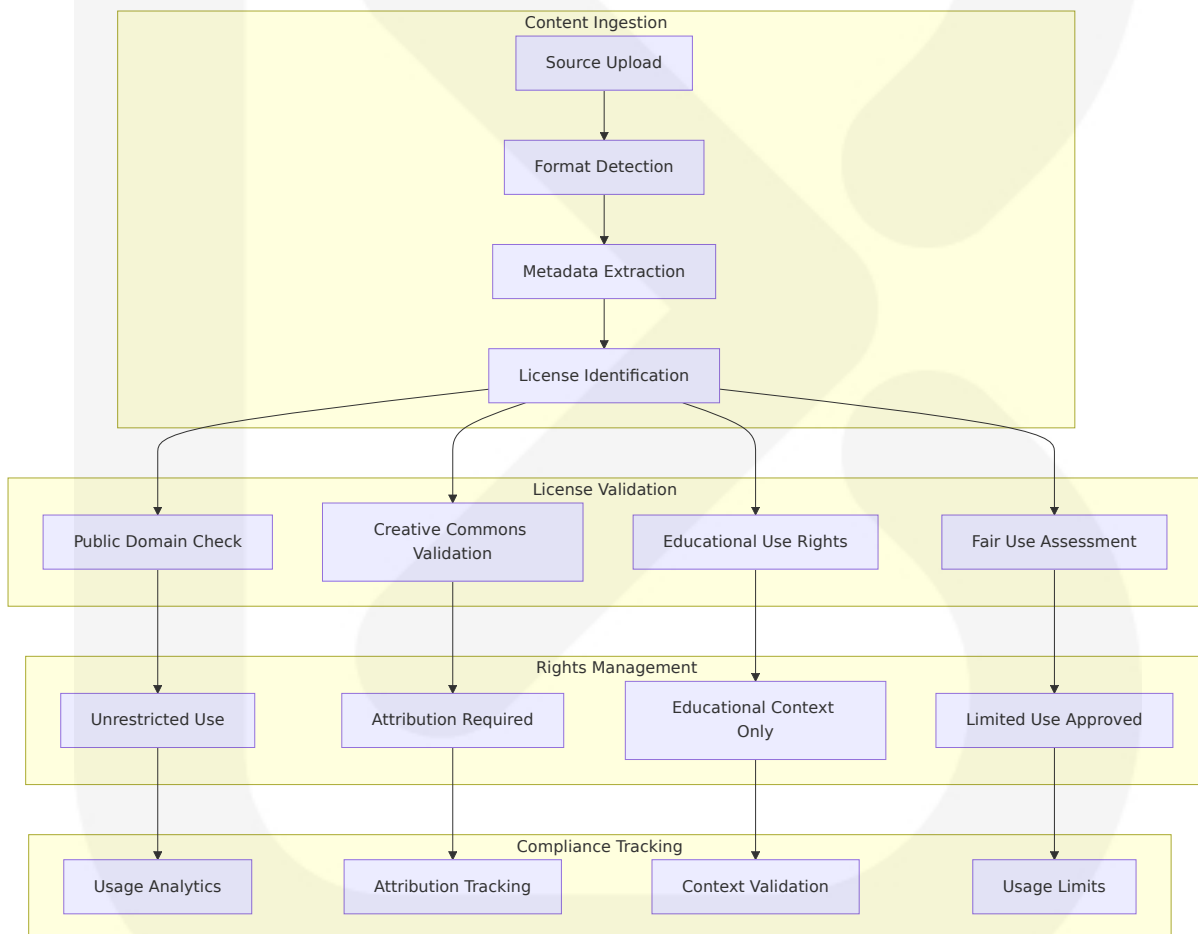 Content Ingestion
Source Upload
Format Detection
Metadata Extraction
License Identification
License Validation
Public Domain Check
Creative Commons
Validation
Educational Use Rights
Fair Use Assessment
Rights Management
Unrestricted Use
Attribution Required
Educational Context
Only
Limited Use Approved
Compliance Tracking
Usage Analytics
Attribution Tracking
Context Validation
Usage Limits